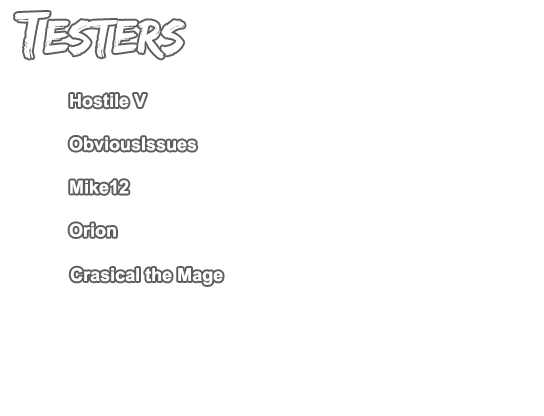 Testers
Hostile V
ObviousIssues
Mike12
Orion
Crasical the Mage